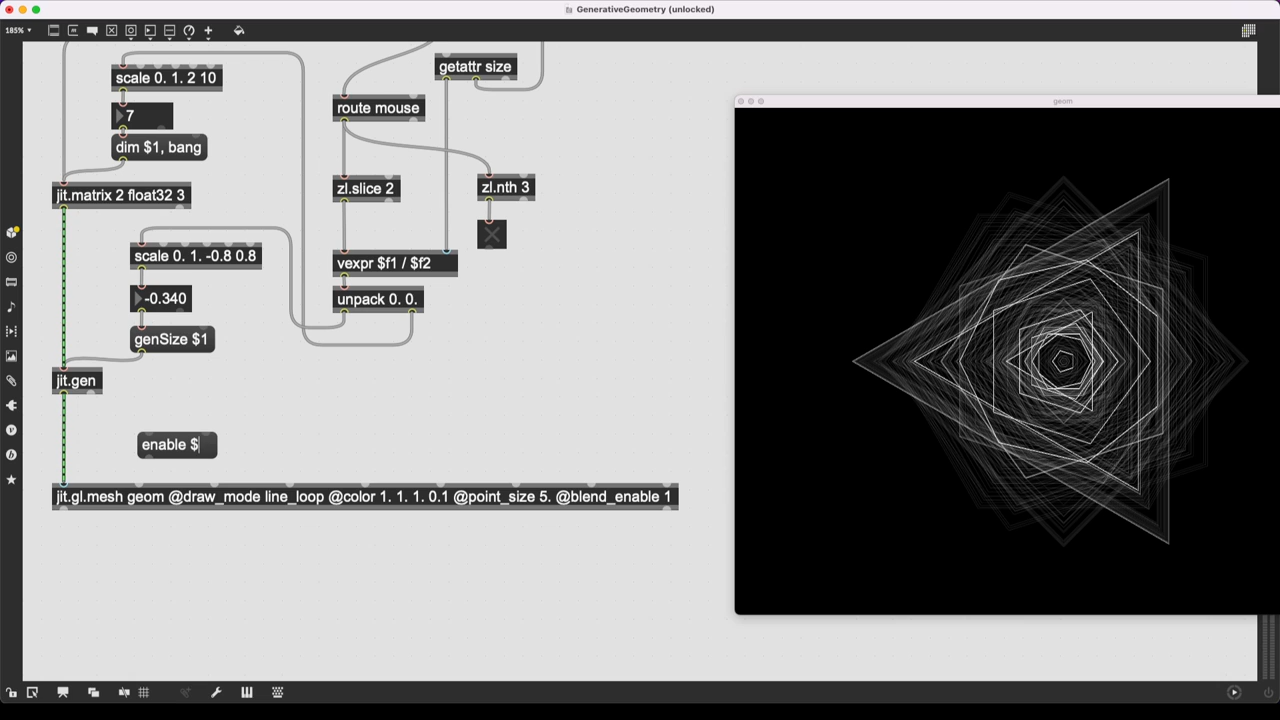 GenerativeGeometry (unlocked)
185%
getattr size
scale 0. 1. 2 10
geom
route mouse
7
dim $1, bang
zl.slice 2
zl.nth 3
jit.matrix 2 float32 3
scale 0. 1. -0.8 0.8
vexpr $f1 / $f2
-0.340
unpack 0. 0.
genSize $1
jit.gen
enable $
jit.gl.mesh geom @draw_mode line_loop @color 1. 1. 1. 0.1 @point_size 5. @blend_enable 1